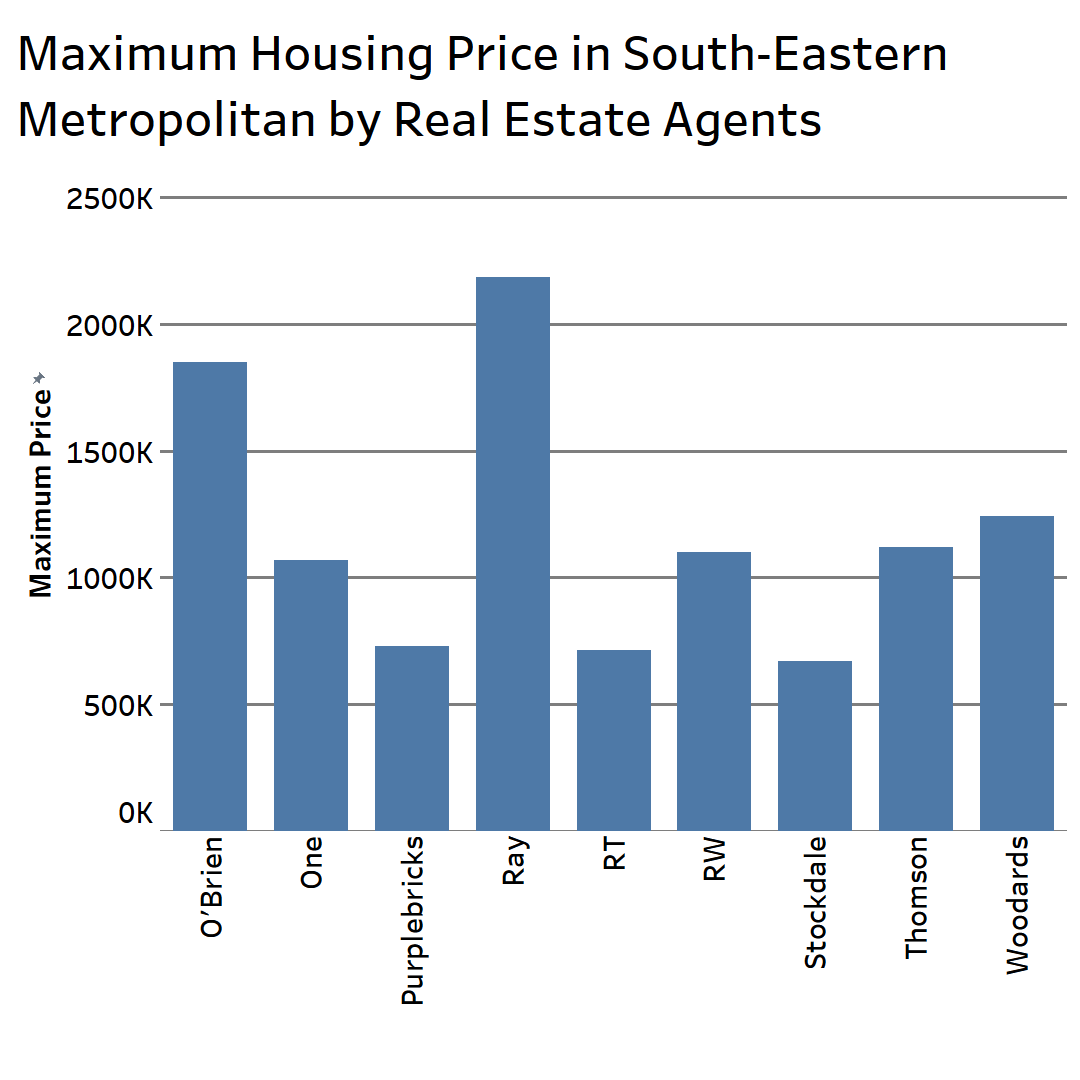 Maximum Housing Price in South-Eastern
Metropolitan by Real Estate Agents
2500K
2000K
1500K
1000K
500K
0K
Maximum Price
O'Brien
One
Purplebricks
Ray
RT
RW
Stockdale
Thomson
Woodards